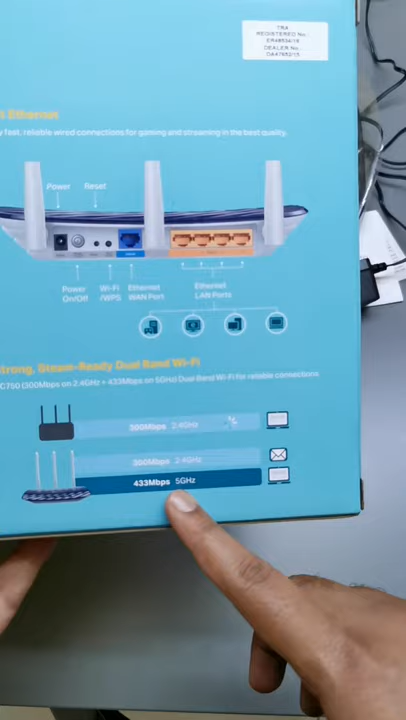 TRA
REGISTERED No.:
ER48634/16
DEALER No.:
DA47852/15
t Ethernet
y fast, reliable wired connections for gaming and streaming in the best quality.
Power Reset
Power On/Off
Wi-Fi /WPS
Ethernet WAN Port
Ethernet LAN Ports
trong, Steam-Ready Dual Band Wi-Fi
C750 (300Mbps on 2.4GHz + 433Mbps on 5GHz) Dual Band Wi-Fi for reliable connections.
300Mbps 2.4GHz
300Mbps 2.4GHz
433Mbps 5GHz